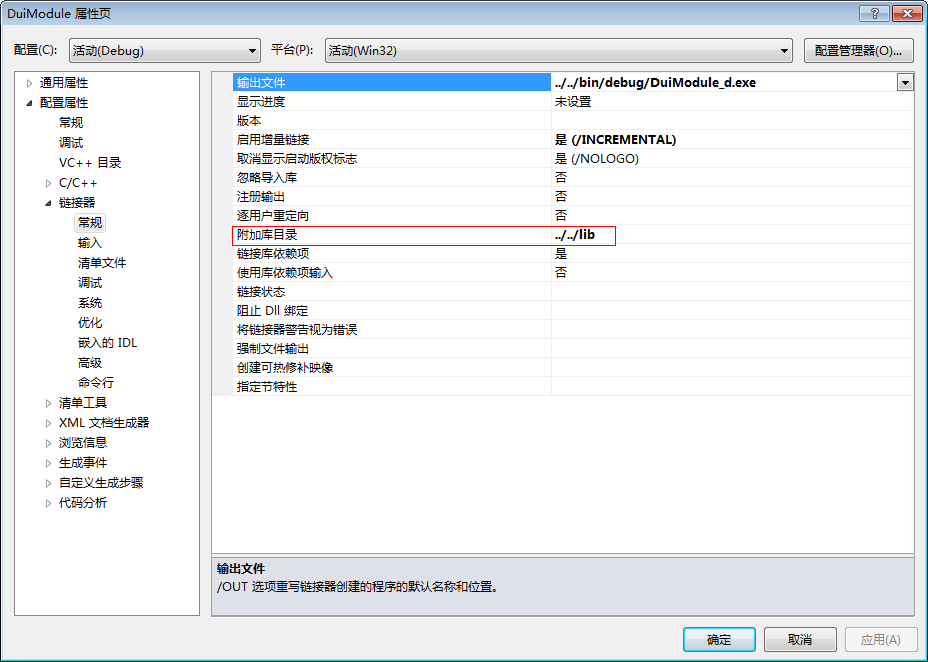 DuiModule 属性页
配置(C): 活动(Debug) 平台(P): 活动(Win32) 配置管理器(O)...
通用属性
配置属性
常规
调试
VC++ 目录
C/C++
链接器
常规
输入
清单文件
调试
系统
优化
嵌入的 IDL
高级
命令行
清单工具
XML 文档生成器
浏览信息
生成事件
自定义生成步骤
代码分析
输出文件 ../../bin/debug/DuiModule_d.exe
显示进度 未设置
版本
启用增量链接 是 (/INCREMENTAL)
取消显示启动版权标志 是 (/NOLOGO)
忽略导入库 否
注册输出 否
逐用户重定向 否
附加库目录 ../../lib
链接库依赖项 是
使用库依赖项输入 否
链接状态
阻止 Dll 绑定
将链接器警告视为错误
强制文件输出
创建可热修补映像
指定节特性
输出文件
/OUT 选项重写链接器创建的程序的默认名称和位置。
确定 取消 应用(A)